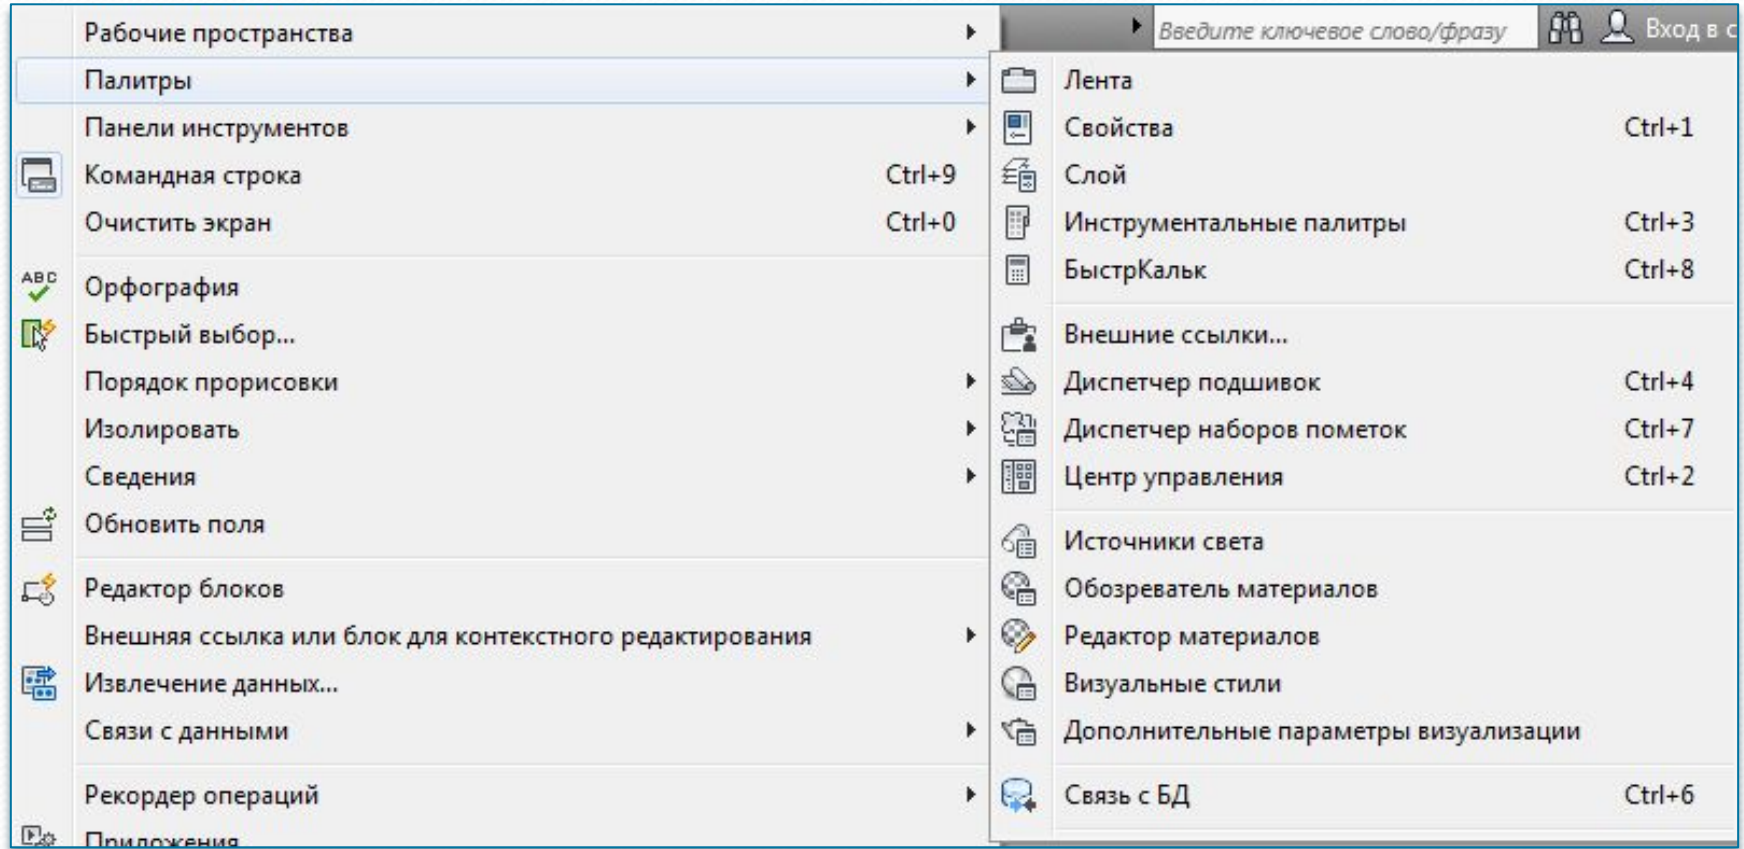 Рабочие пространства
Палитры
Панели инструментов
Командная строка Ctrl+9
Очистить экран Ctrl+0
ABC
Орфография
Быстрый выбор...
Порядок прорисовки
Изолировать
Сведения
Обновить поля
Редактор блоков
Внешняя ссылка или блок для контекстного редактирования
Извлечение данных...
Связи с данными
Рекордер операций
Приложения
Введите ключевое слово/фразу Вход в с
Лента
Свойства Ctrl+1
Слой
Инструментальные палитры Ctrl+3
БыстрКальк Ctrl+8
Внешние ссылки...
Диспетчер подшивок Ctrl+4
Диспетчер наборов пометок Ctrl+7
Центр управления Ctrl+2
Источники света
Обозреватель материалов
Редактор материалов
Визуальные стили
Дополнительные параметры визуализации
Связь с БД Ctrl+6